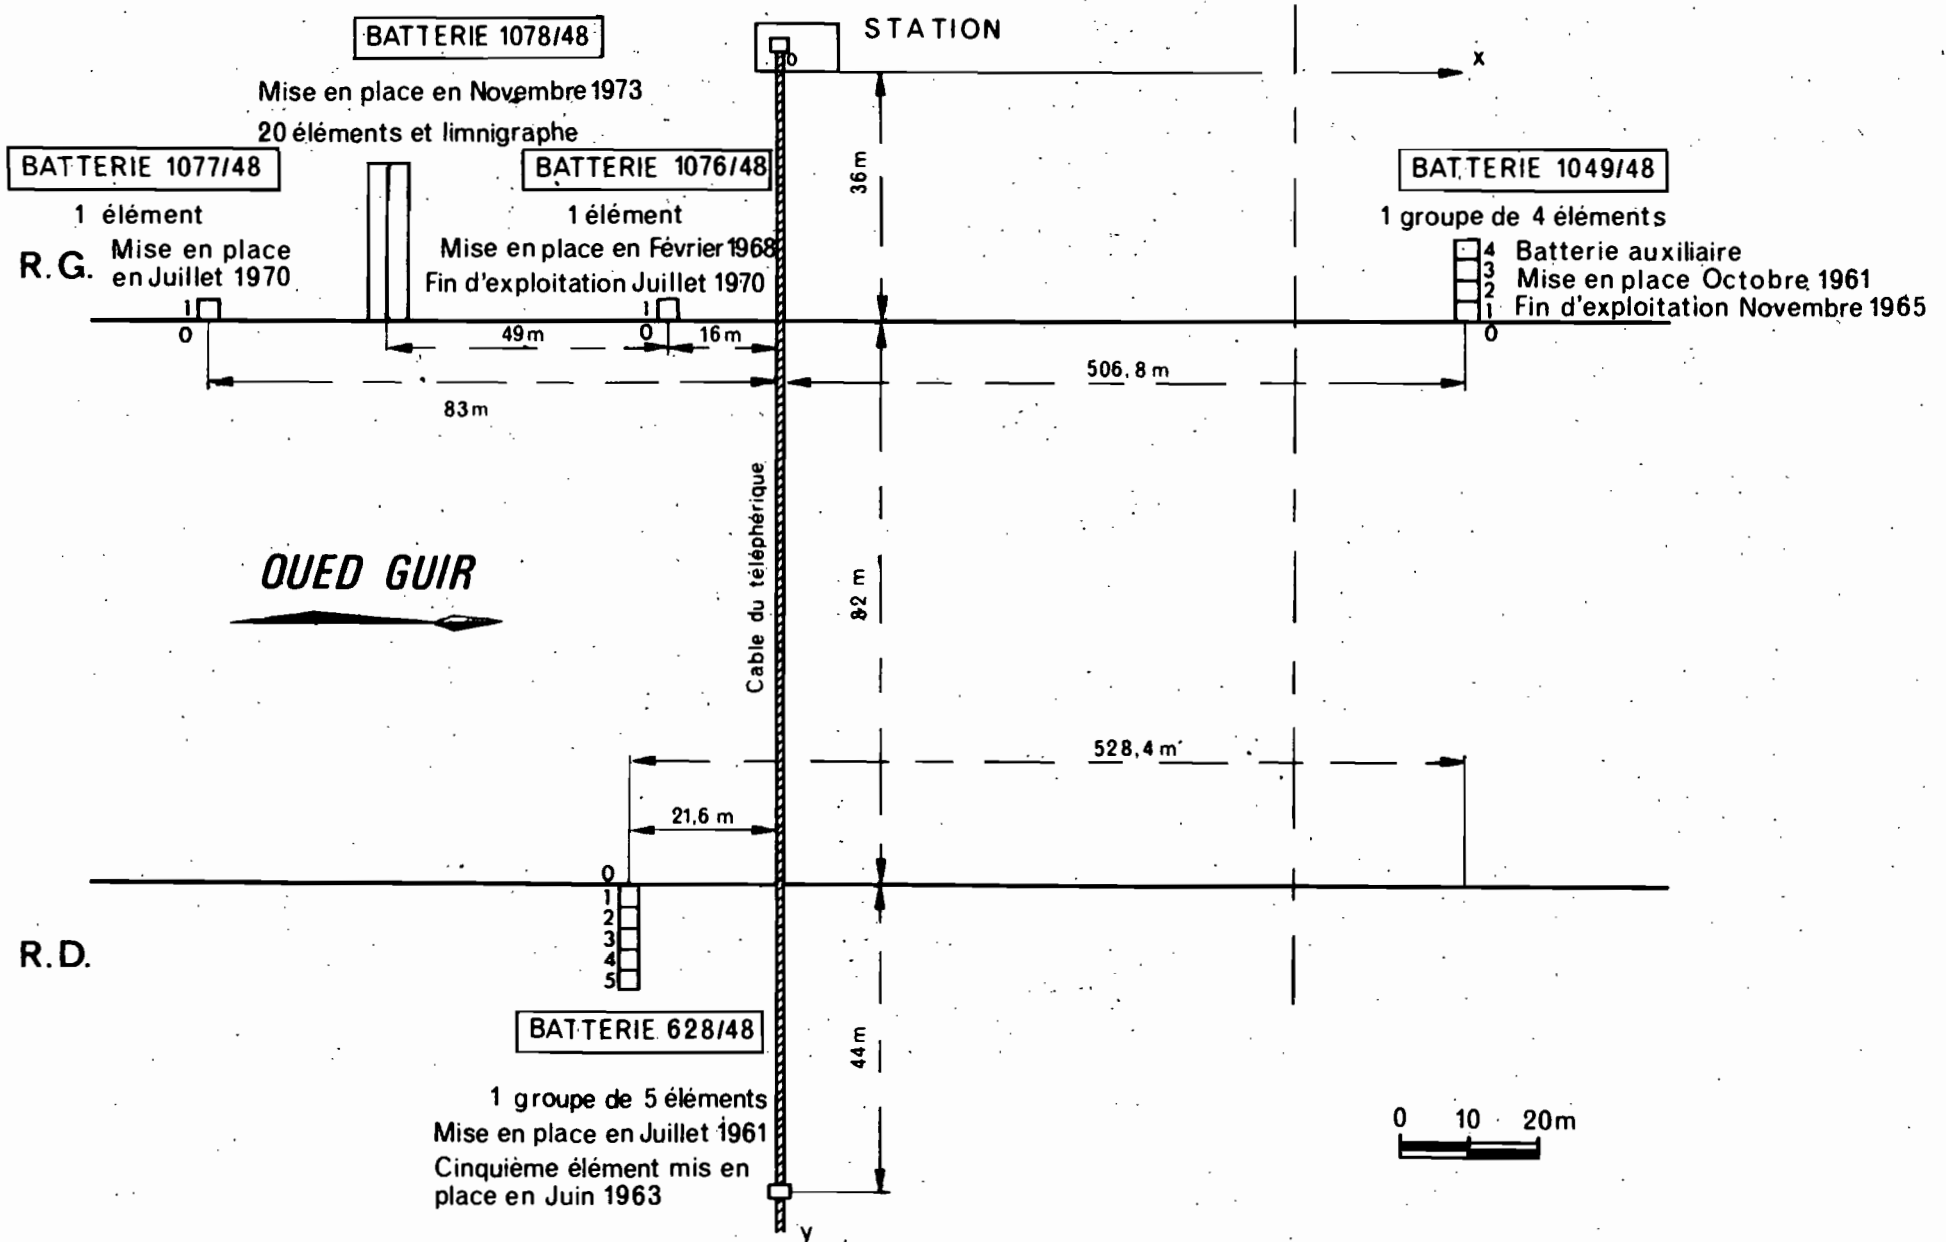 STATION
BATTERIE 1078/48
Mise en place en Novembre 1973
20 éléments et limnigraphe
0
x
36 m
BATTERIE 1077/48
1 élément
Mise en place
en Juillet 1970
R.G.
1
0
BATTERIE 1076/48
1 élément
Mise en place en Février 1968
Fin d'exploitation Juillet 1970
1
0
BATTERIE 1049/48
1 groupe de 4 éléments
4 Batterie auxiliaire
3 Mise en place Octobre 1961
2
1 Fin d'exploitation Novembre 1965
0
49 m
16 m
83 m
506,8 m
Cable du téléphérique
82 m
OUED GUIR
528,4 m
21,6 m
0
1
2
3
4
5
R.D.
BATTERIE 628/48
1 groupe de 5 éléments
Mise en place en Juillet 1961
Cinquième élément mis en
place en Juin 1963
44 m
y
0 10 20 m